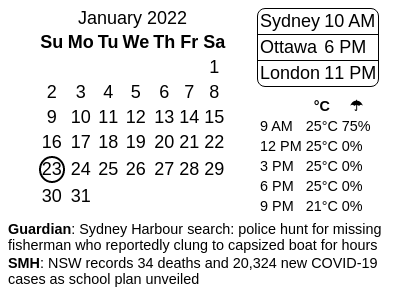 January 2022
Su Mo Tu We Th Fr Sa
1
2 3 4 5 6 7 8
9 10 11 12 13 14 15
16 17 18 19 20 21 22
23 24 25 26 27 28 29
30 31
Sydney 10 AM
Ottawa 6 PM
London 11 PM
°C ☂
9 AM 25°C 75%
12 PM 25°C 0%
3 PM 25°C 0%
6 PM 25°C 0%
9 PM 21°C 0%
Guardian: Sydney Harbour search: police hunt for missing
fisherman who reportedly clung to capsized boat for hours
SMH: NSW records 34 deaths and 20,324 new COVID-19
cases as school plan unveiled